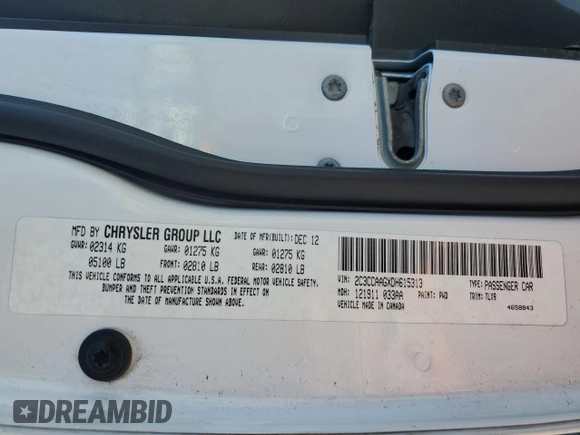 MFD BY CHRYSLER GROUP LLC DATE OF MFR(BUILT): DEC 12
GVWR: 02314 KG GAWR: 01275 KG GAWR: 01275 KG
05100 LB FRONT: 02810 LB REAR: 02810 LB
THIS VEHICLE CONFORMS TO ALL APPLICABLE U.S.A. FEDERAL MOTOR VEHICLE SAFETY,
BUMPER AND THEFT PREVENTION STANDARDS IN EFFECT ON THE
DATE OF MANUFACTURE SHOWN ABOVE.
VIN: 2C3CCAAGXDH615313 TYPE: PASSENGER CAR
MDH: 121911 033AA PAINT: PW3 TRIM: TLX9
VEHICLE MADE IN CANADA 4658843
DREAMBID